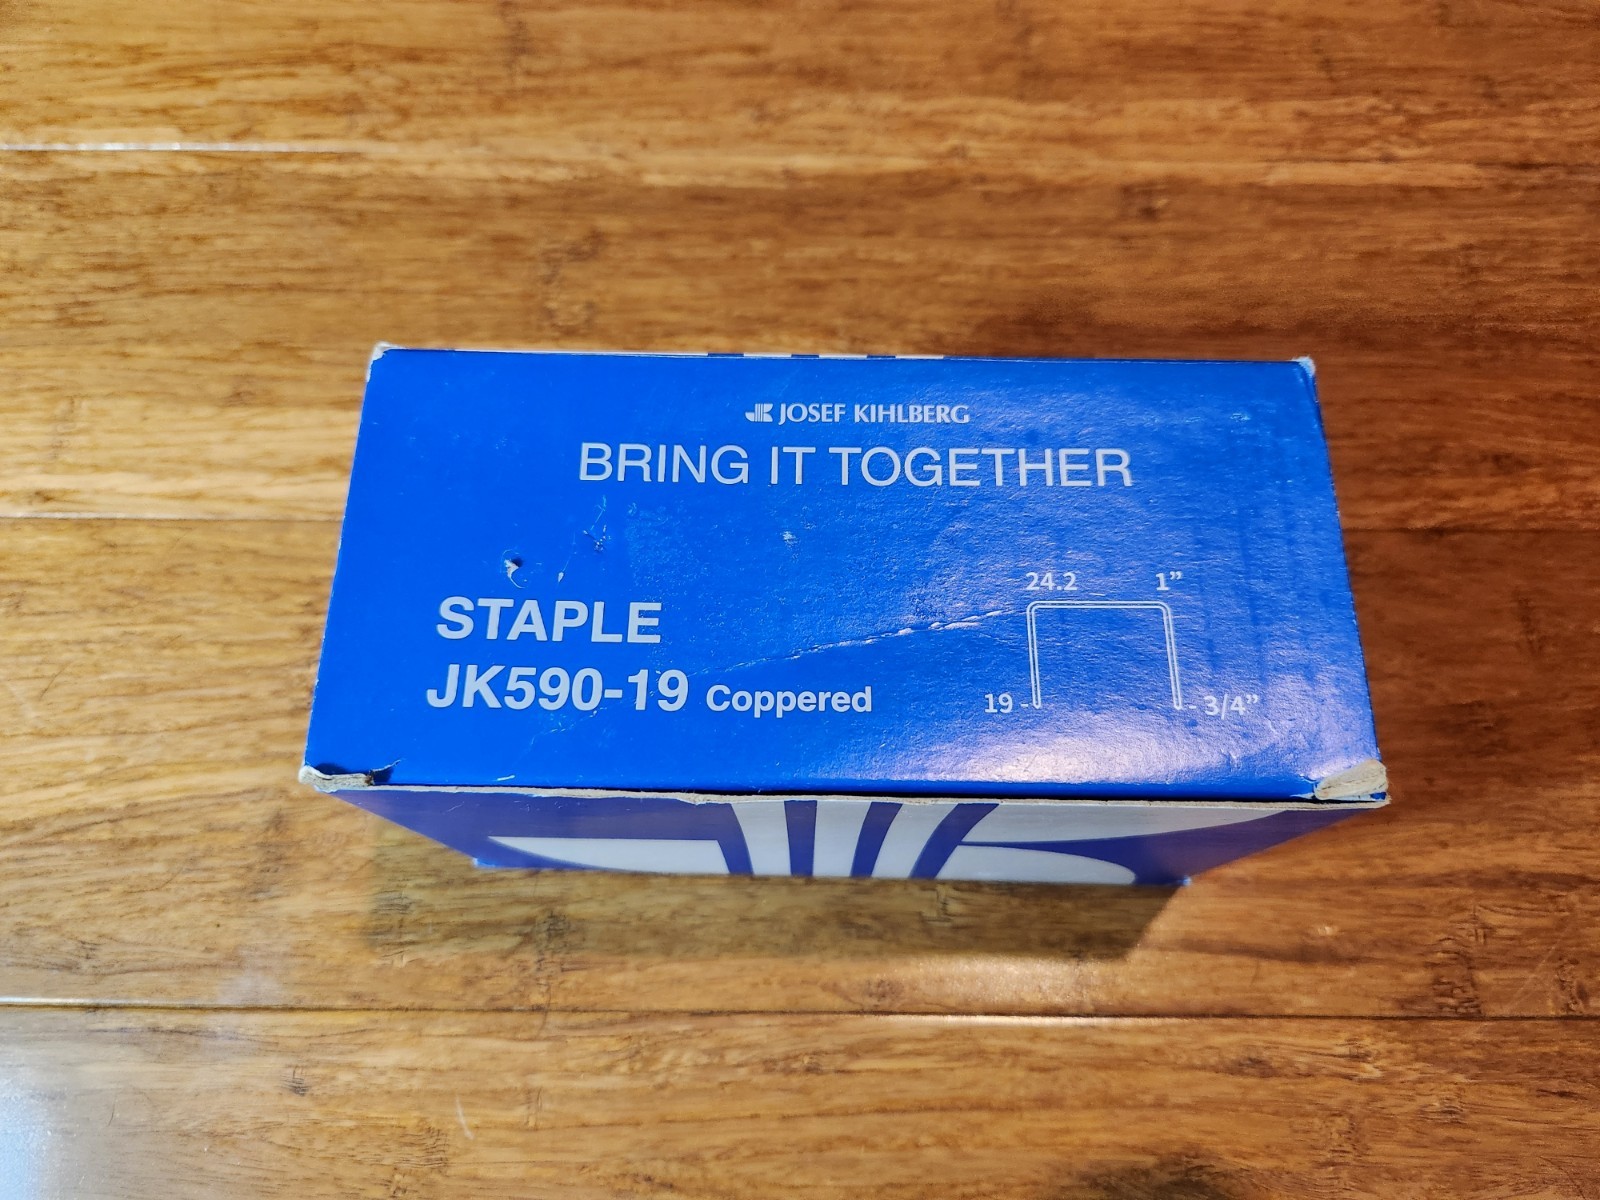 JOSEF KIHLBERG
BRING IT TOGETHER
24.2 1”
STAPLE
JK590-19 Coppered
19 - - 3/4”